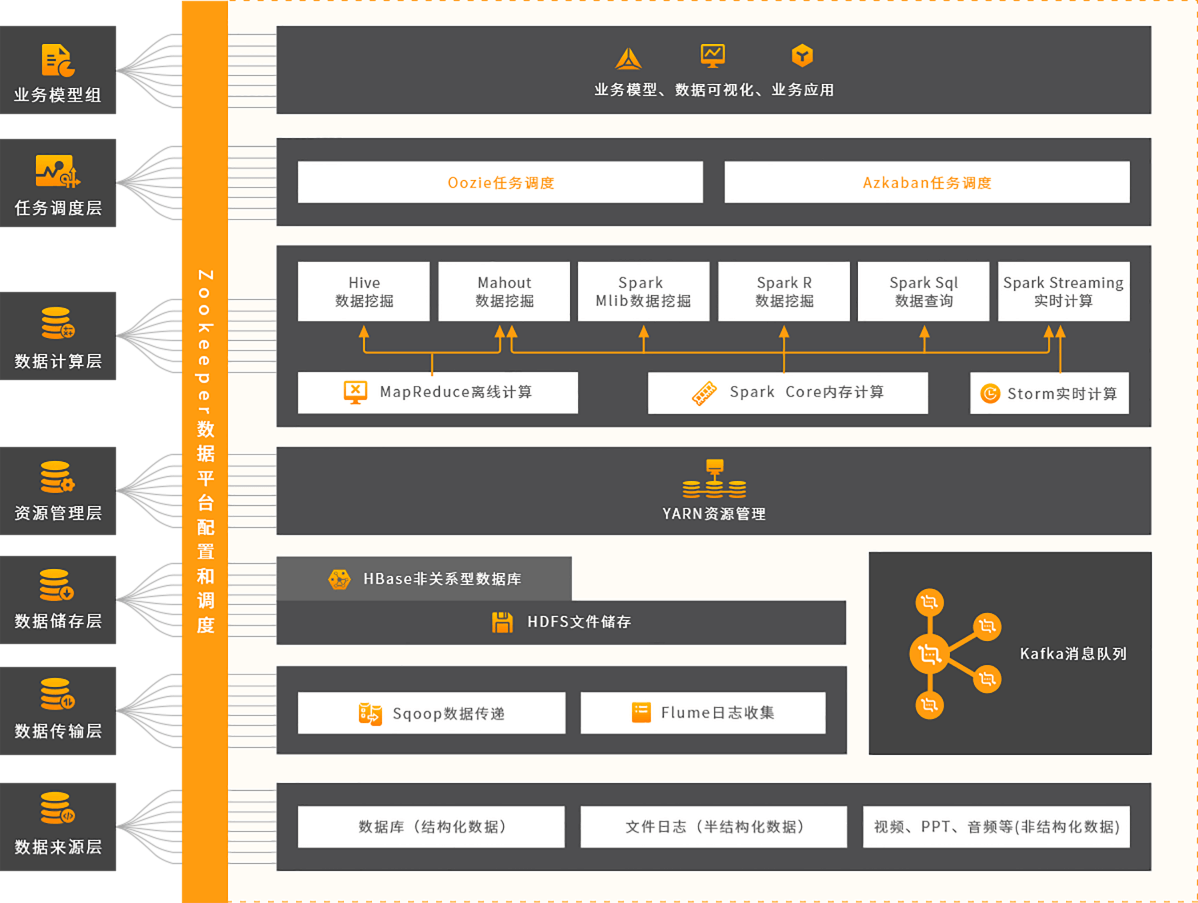 业务模型组
业务模型、数据可视化、业务应用
任务调度层
Oozie任务调度
Azkaban任务调度
Zookeeper数据平台配置和调度
数据计算层
Hive
数据挖掘
Mahout
数据挖掘
Spark
Mlib数据挖掘
Spark R
数据挖掘
Spark Sql
数据查询
Spark Streaming
实时计算
MapReduce离线计算
Spark Core内存计算
Storm实时计算
资源管理层
YARN资源管理
数据储存层
HBase非关系型数据库
HDFS文件储存
Kafka消息队列
数据传输层
Sqoop数据传递
Flume日志收集
数据来源层
数据库（结构化数据）
文件日志（半结构化数据）
视频、PPT、音频等(非结构化数据)